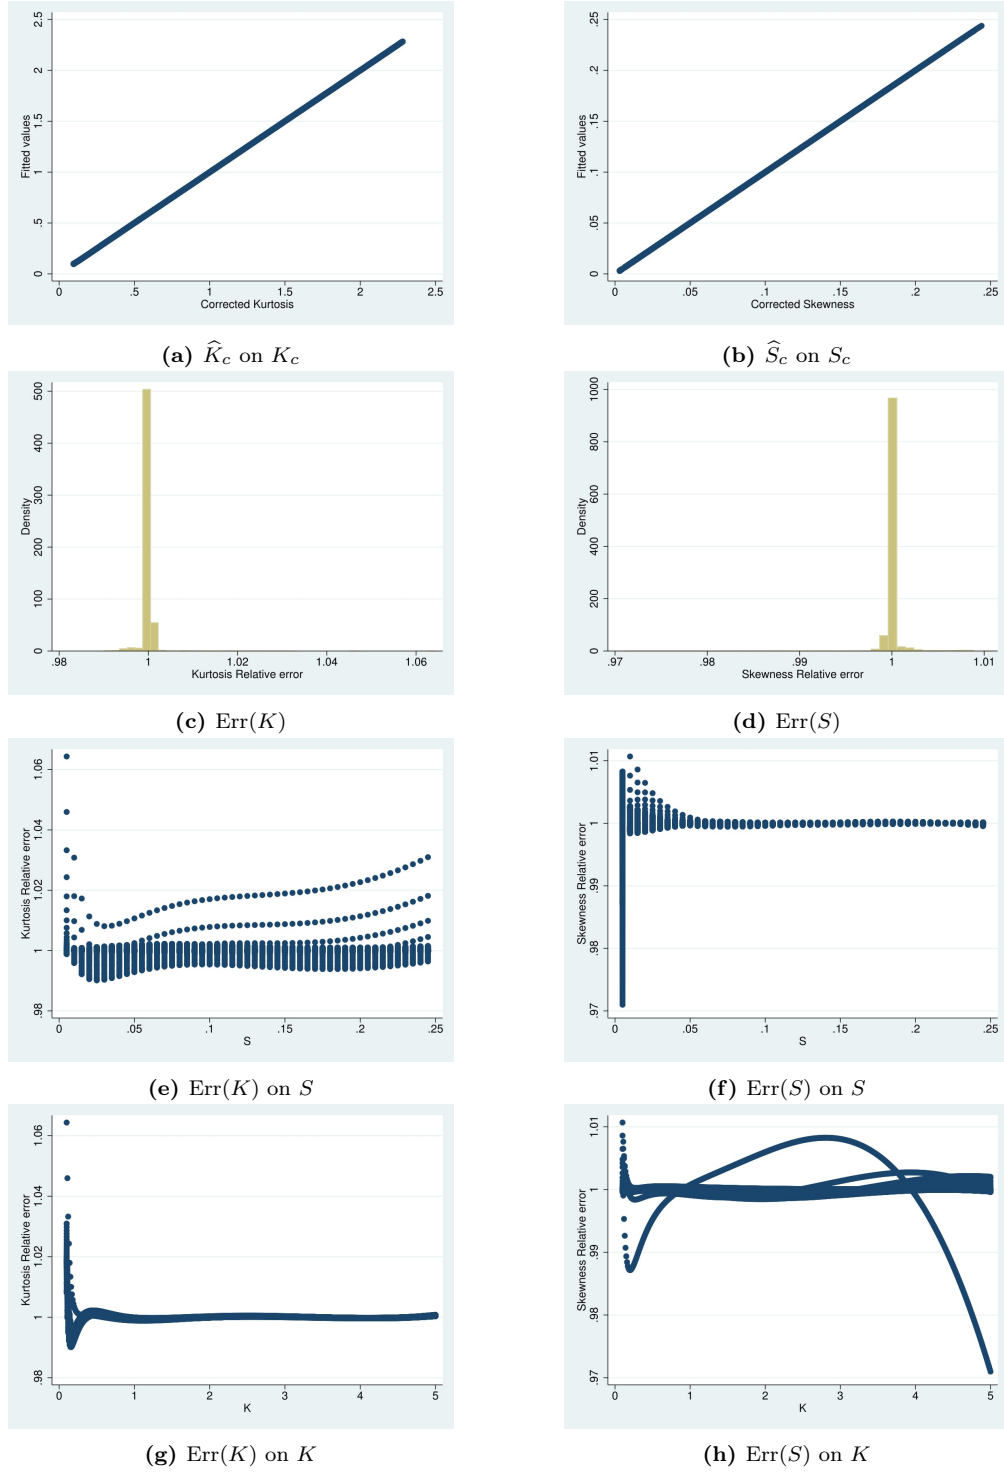 Fitted values
2.5
2
1.5
1
.5
0
0 .5 1 1.5 2 2.5
Corrected Kurtosis
(a) K̂c on Kc
Fitted values
.25
.2
.15
.1
.05
0
0 .05 .1 .15 .2 .25
Corrected Skewness
(b) Ŝc on Sc
Density
500
400
300
200
100
0
.98 1 1.02 1.04 1.06
Kurtosis Relative error
(c) Err(K)
Density
1000
800
600
400
200
0
.97 .98 .99 1 1.01
Skewness Relative error
(d) Err(S)
Kurtosis Relative error
1.06
1.04
1.02
1
.98
0 .05 .1 .15 .2 .25
S
(e) Err(K) on S
Skewness Relative error
1.01
1
.99
.98
.97
0 .05 .1 .15 .2 .25
S
(f) Err(S) on S
Kurtosis Relative error
1.06
1.04
1.02
1
.98
0 1 2 3 4 5
K
(g) Err(K) on K
Skewness Relative error
1.01
1
.99
.98
.97
0 1 2 3 4 5
K
(h) Err(S) on K